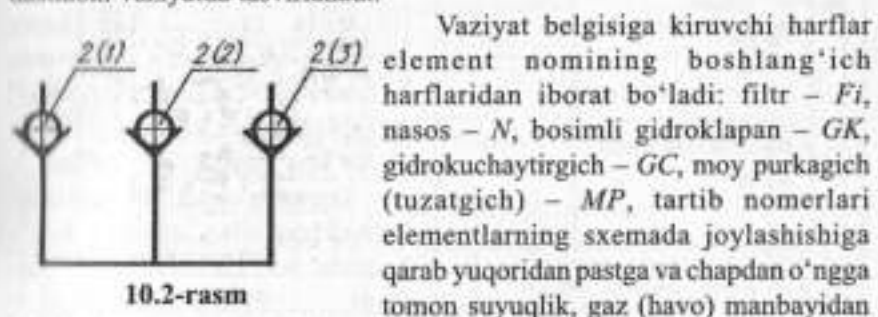 Vaziyat belgisiga kiruvchi harflar
2(1) 2(2) 2(3)
element nomining boshlang‘ich
harflaridan iborat bo‘ladi: filtr – Fi,
nasos – N, bosimli gidroklapan – GK,
gidrokuchaytirgich – GC, moy purkagich
(tuzatgich) – MP, tartib nomerlari
elementlarning sxemada joylashishiga
qarab yuqoridan pastga va chapdan o‘ngga
tomon suyuqlik, gaz (havo) manbayidan
10.2-rasm